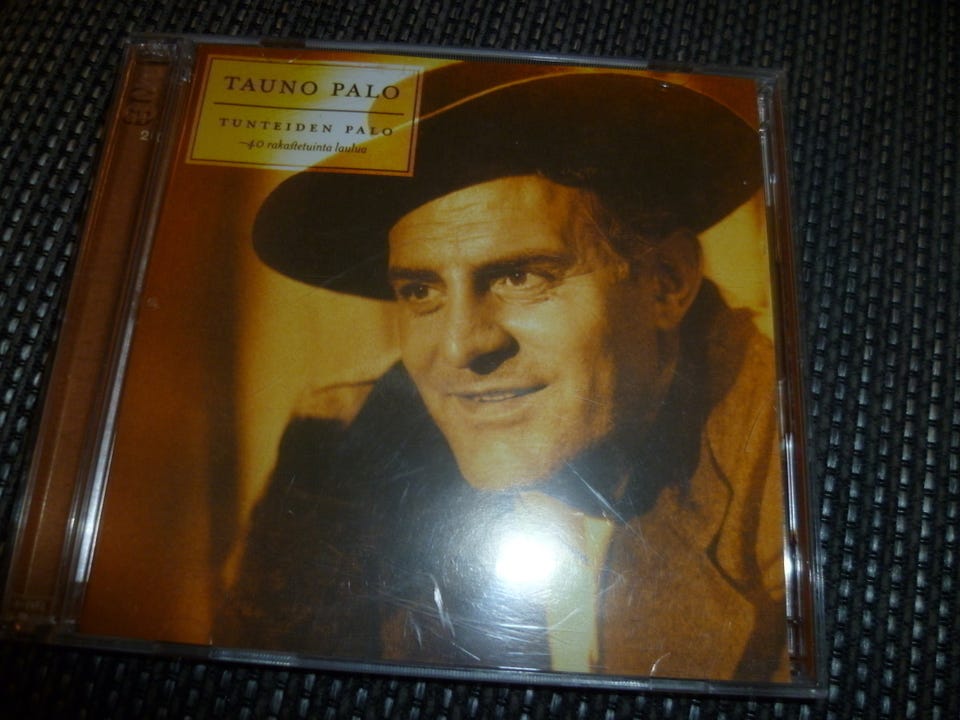 TAUNO PALO
TUNTEIDEN PALO
~40 rakastetuinta laulua